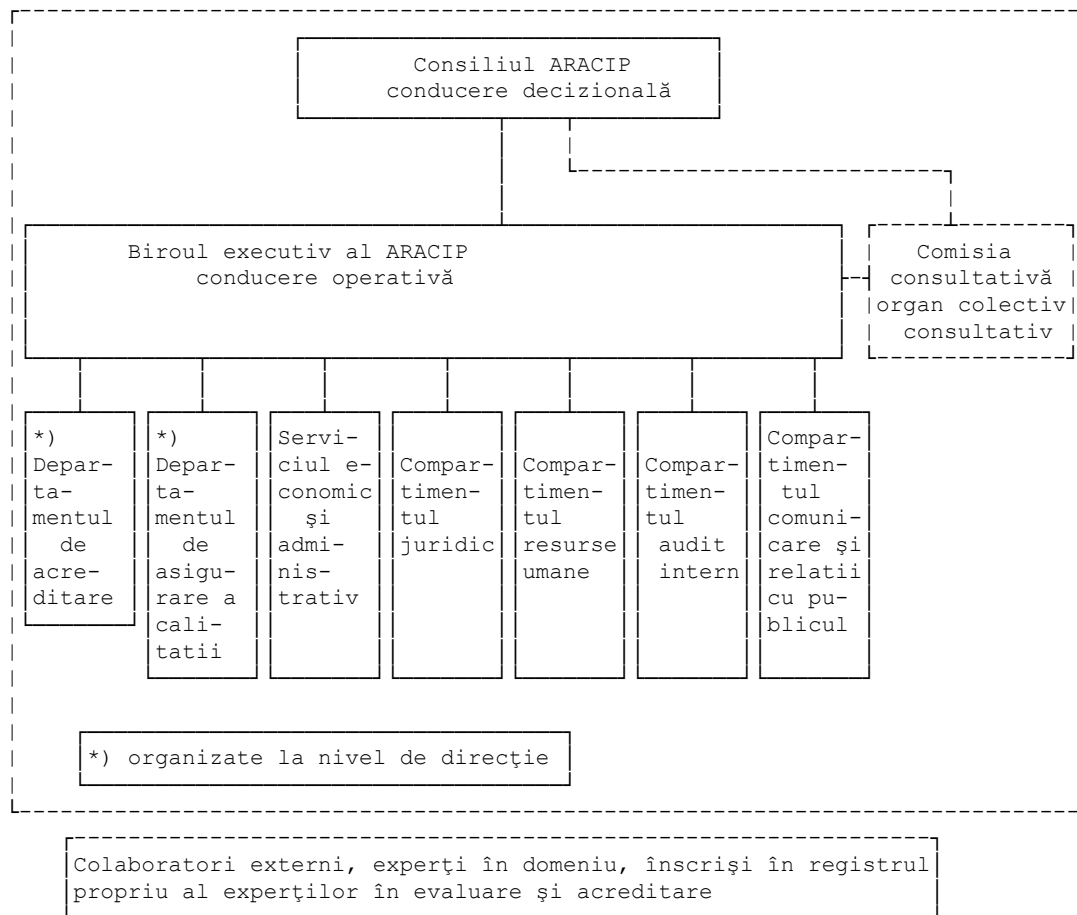 Consiliul ARACIP
conducere decizională
Biroul executiv al ARACIP
conducere operativă
Comisia
consultativă
organ colectiv
consultativ
*)
Depar-
ta-
mentul
de
acre-
ditare
*)
Depar-
ta-
mentul
de
asigu-
rare a
cali-
tatii
Servi-
ciul e-
conomic
şi
admi-
nis-
trativ
Compar-
timen-
tul
juridic
Compar-
timen-
tul
resurse
umane
Compar-
timen-
tul
audit
intern
Compar-
timen-
tul
comuni-
care şi
relatii
cu pu-
blicul
*) organizate la nivel de direcţie
Colaboratori externi, experţi în domeniu, înscrişi în registrul
propriu al experţilor în evaluare şi acreditare